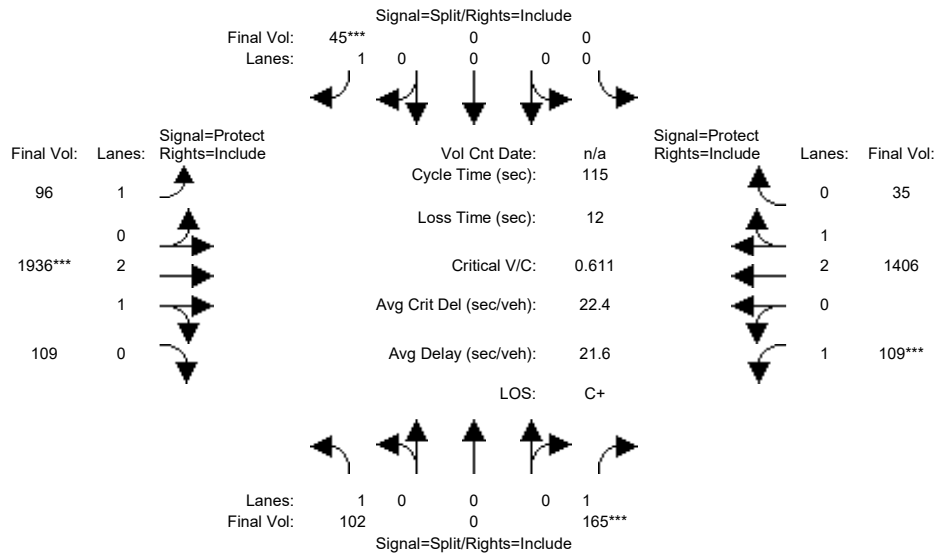 Signal=Split/Rights=Include
Final Vol: 45*** 0 0
Lanes: 1 0 0 0 0
Signal=Protect Signal=Protect
Final Vol: Lanes: Rights=Include Vol Cnt Date: n/a Rights=Include Lanes: Final Vol:
Cycle Time (sec): 115
96 1 0 35
Loss Time (sec): 12
0 1
1936*** 2 Critical V/C: 0.611 2 1406
1 Avg Crit Del (sec/veh): 22.4 0
109 0 Avg Delay (sec/veh): 21.6 1 109***
LOS: C+
Lanes: 1 0 0 0 1
Final Vol: 102 0 165***
Signal=Split/Rights=Include